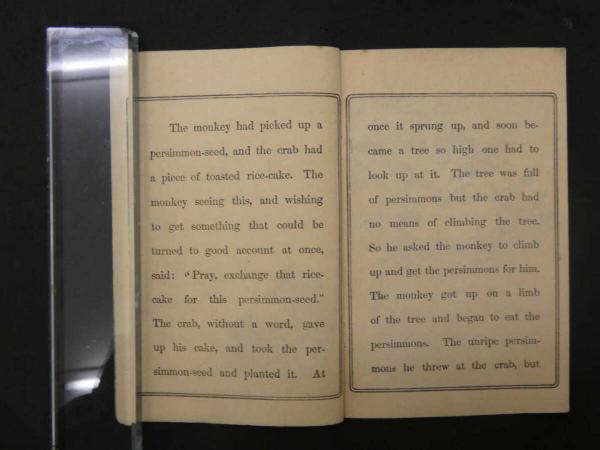 The monkey had picked up a
persimmon-seed, and the crab had
a piece of toasted rice-cake. The
monkey seeing this, and wishing
to get something that could be
turned to good account at once,
said: "Pray, exchange that rice-
cake for this persimmon-seed."
The crab, without a word, gave
up his cake, and took the per-
simmon-seed and planted it. At
once it sprung up, and soon be-
came a tree so high one had to
look up at it. The tree was full
of persimmons but the crab had
no means of climbing the tree.
So he asked the monkey to climb
up and get the persimmons for him.
The monkey got up on a limb
of the tree and began to eat the
persimmons. The unripe persim-
mons he threw at the crab, but